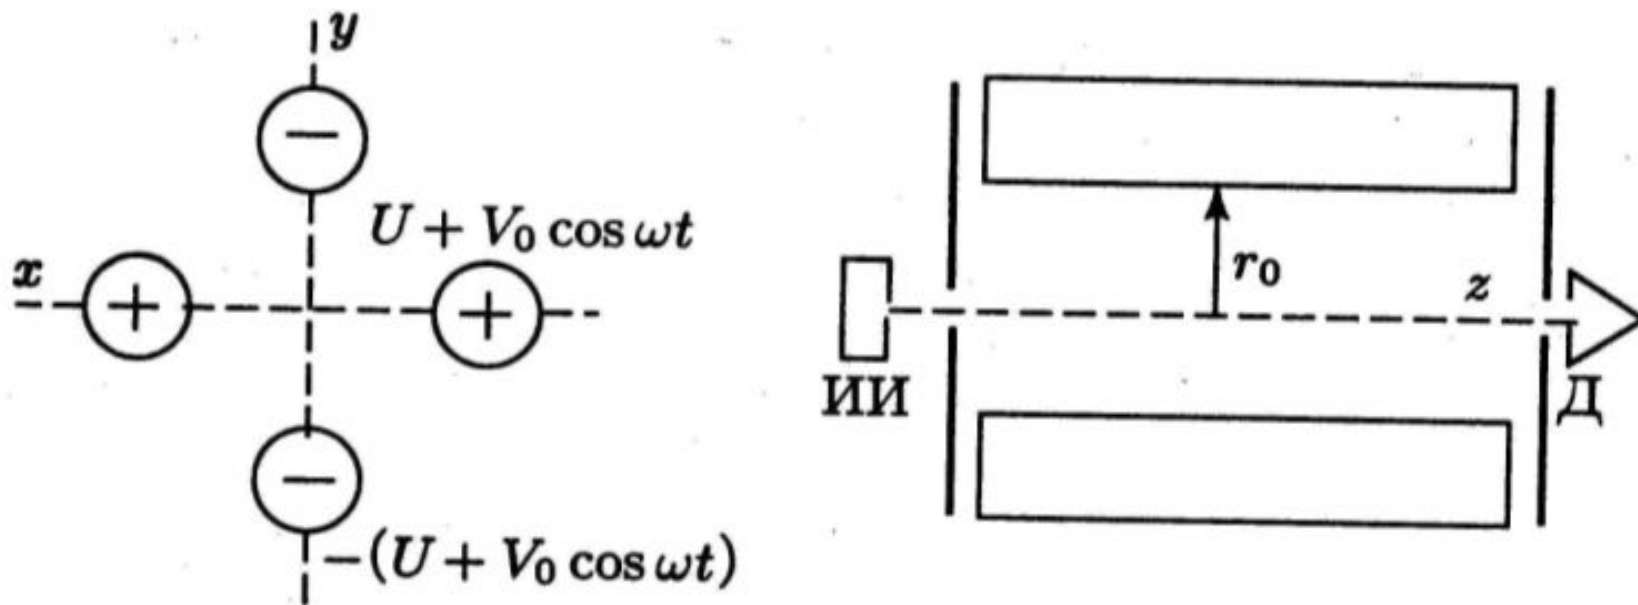 y
−
U + V₀ cos ωt
x
+
+
−
−(U + V₀ cos ωt)
r₀
z
ИИ
Д